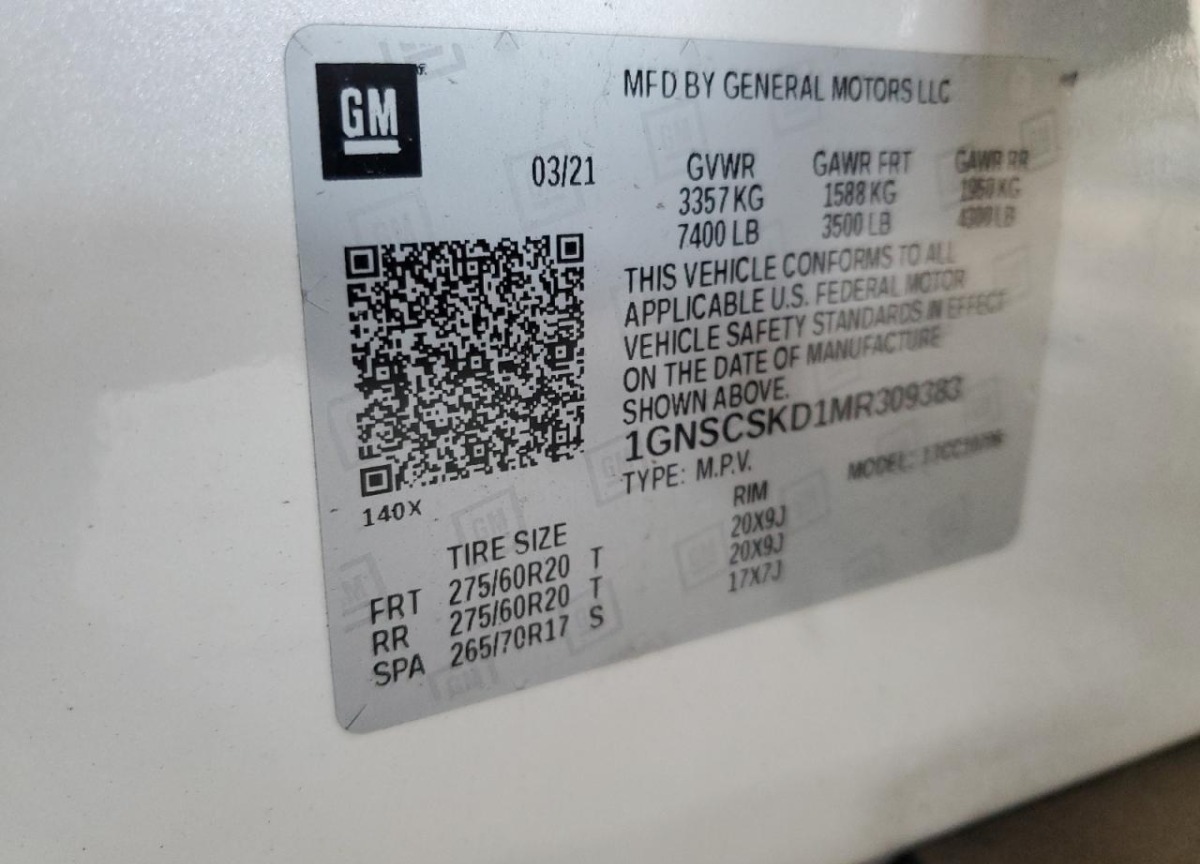 GM
MFD BY GENERAL MOTORS LLC
03/21
GVWR GAWR FRT GAWR RR
3357 KG 1588 KG 1950 KG
7400 LB 3500 LB 4300 LB
THIS VEHICLE CONFORMS TO ALL
APPLICABLE U.S. FEDERAL MOTOR
VEHICLE SAFETY STANDARDS IN EFFECT
ON THE DATE OF MANUFACTURE
SHOWN ABOVE.
1GNSCSKD1MR309383
TYPE: M.P.V. MODEL:
140X
TIRE SIZE RIM
FRT 275/60R20 T 20X9J
RR 275/60R20 T 20X9J
SPA 265/70R17 S 17X7J